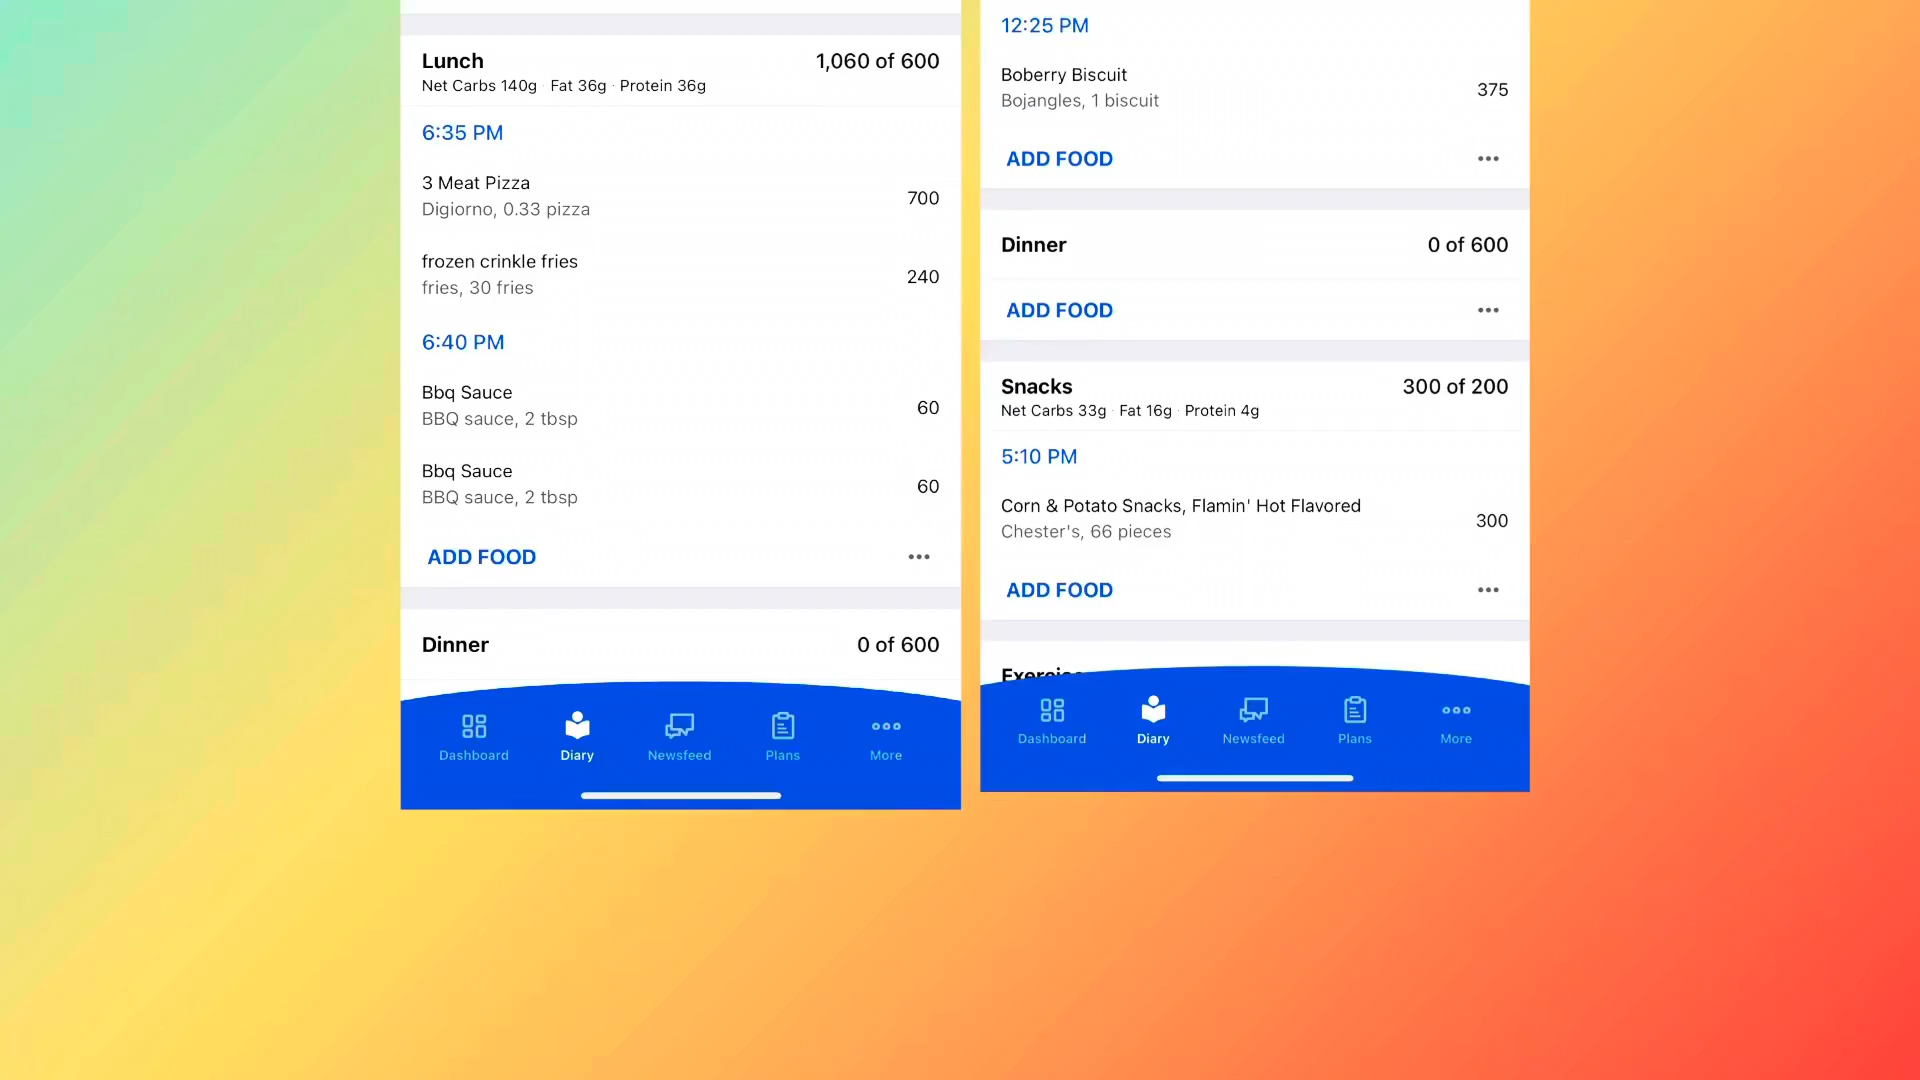 Lunch
1,060 of 600
Net Carbs 140g · Fat 36g · Protein 36g
6:35 PM
3 Meat Pizza
Digiorno, 0.33 pizza
700
frozen crinkle fries
fries, 30 fries
240
6:40 PM
Bbq Sauce
BBQ sauce, 2 tbsp
60
Bbq Sauce
BBQ sauce, 2 tbsp
60
ADD FOOD
Dinner
0 of 600
Dashboard
Diary
Newsfeed
Plans
More
12:25 PM
Boberry Biscuit
Bojangles, 1 biscuit
375
ADD FOOD
Dinner
0 of 600
ADD FOOD
Snacks
300 of 200
Net Carbs 33g · Fat 16g · Protein 4g
5:10 PM
Corn & Potato Snacks, Flamin' Hot Flavored
Chester's, 66 pieces
300
ADD FOOD
Exercise
Dashboard
Diary
Newsfeed
Plans
More